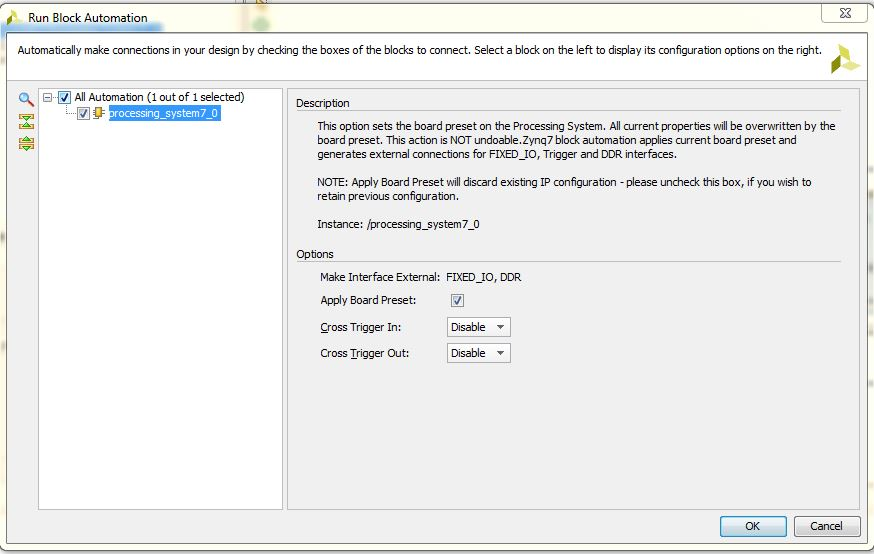 Run Block Automation
Automatically make connections in your design by checking the boxes of the blocks to connect. Select a block on the left to display its configuration options on the right.
All Automation (1 out of 1 selected)
processing_system7_0
Description
This option sets the board preset on the Processing System. All current properties will be overwritten by the
board preset. This action is NOT undoable.Zynq7 block automation applies current board preset and
generates external connections for FIXED_IO, Trigger and DDR interfaces.
NOTE: Apply Board Preset will discard existing IP configuration - please uncheck this box, if you wish to
retain previous configuration.
Instance: /processing_system7_0
Options
Make Interface External: FIXED_IO, DDR
Apply Board Preset:
Cross Trigger In: Disable
Cross Trigger Out: Disable
OK Cancel